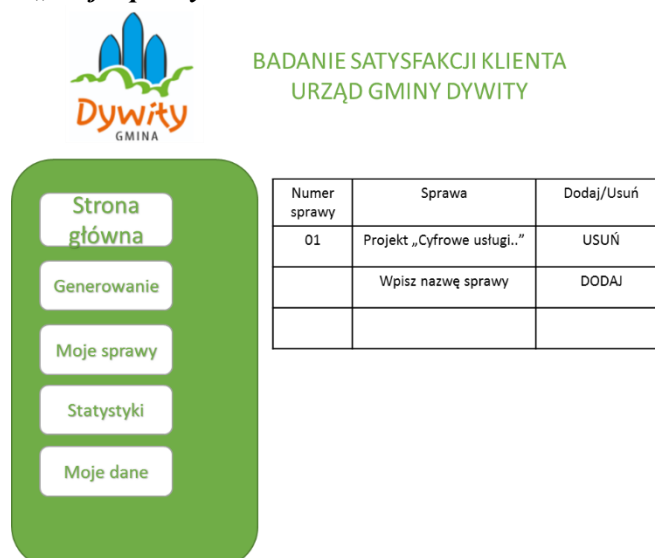 Dywity
GMINA
BADANIE SATYSFAKCJI KLIENTA
URZĄD GMINY DYWITY
Strona
główna
Generowanie
Moje sprawy
Statystyki
Moje dane
Numer sprawy Sprawa Dodaj/Usuń
01 Projekt „Cyfrowe usługi..” USUŃ
Wpisz nazwę sprawy DODAJ